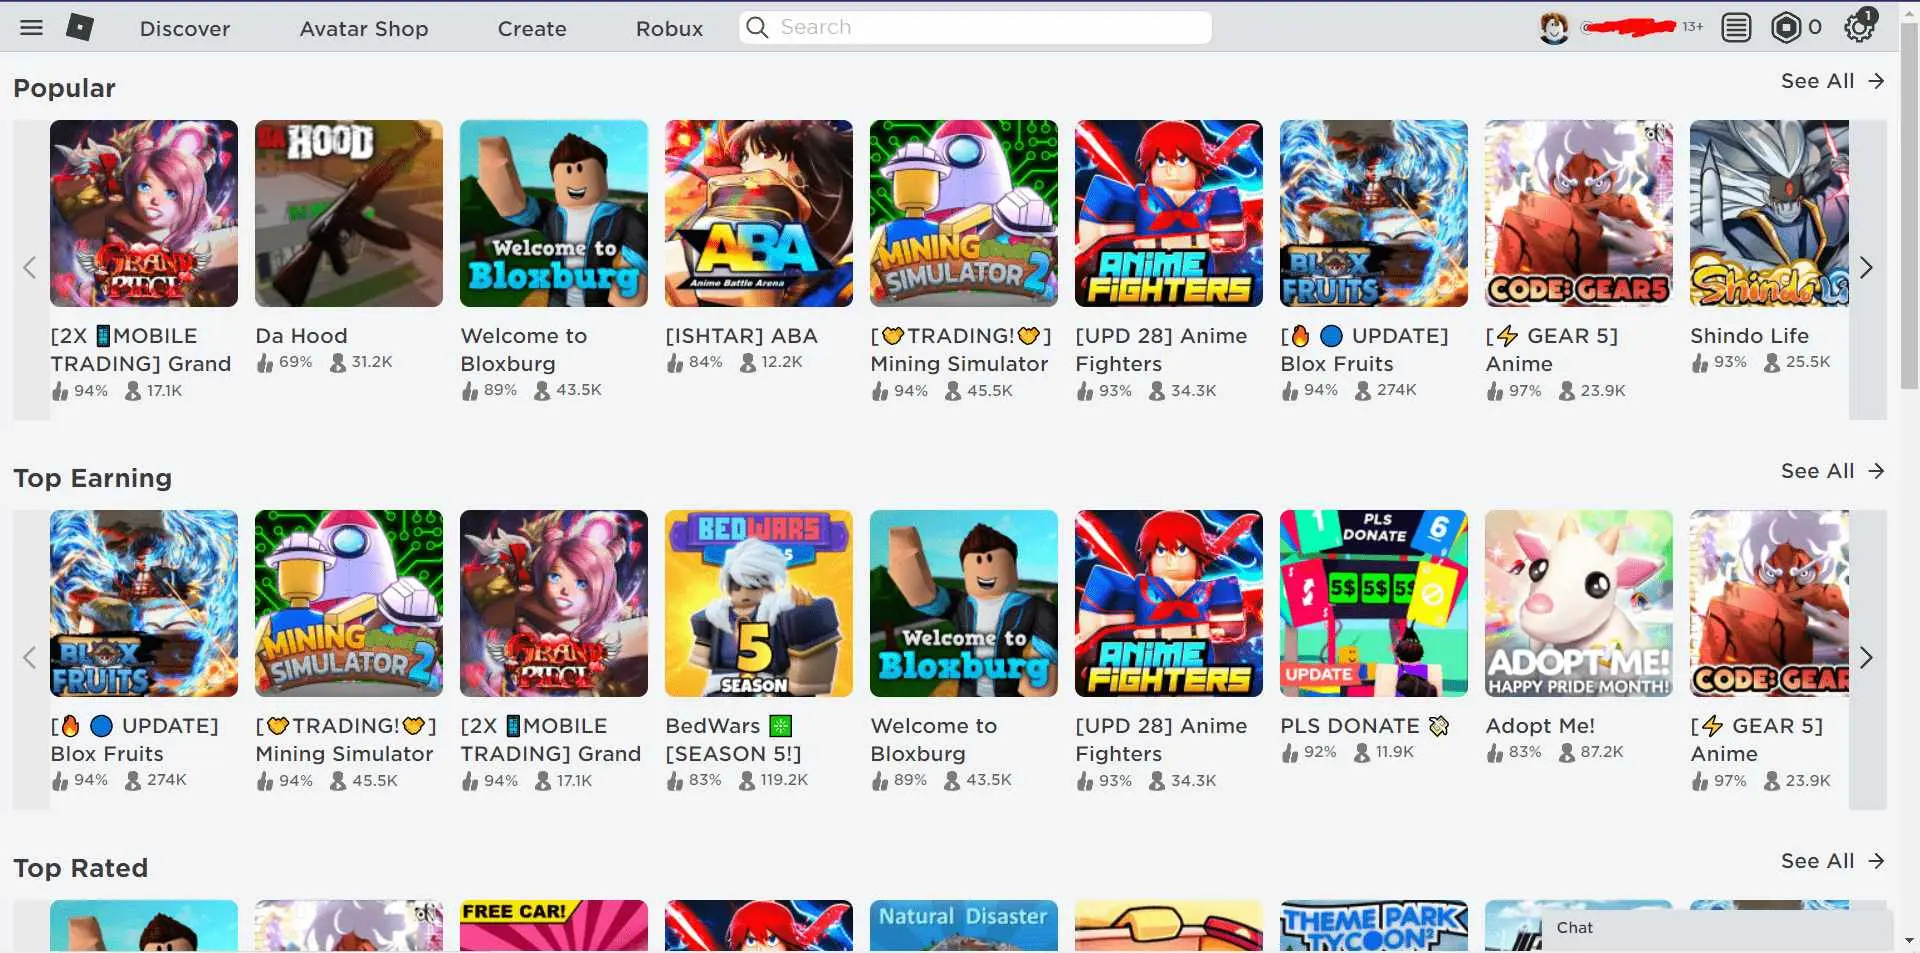 Discover Avatar Shop Create Robux Search 13+ 0 1
Popular See All →
GRAND PIECE
DA HOOD
Welcome to Bloxburg
ABA Anime Battle Arena
MINING SIMULATOR 2
ANIME FIGHTERS
BLOX FRUITS
CODE: GEAR5
Shindo Li
[2X 📱MOBILE TRADING] Grand
94% 17.1K
Da Hood
69% 31.2K
Welcome to Bloxburg
89% 43.5K
[ISHTAR] ABA
84% 12.2K
[🤝TRADING!🤝] Mining Simulator
94% 45.5K
[UPD 28] Anime Fighters
93% 34.3K
[🔥 🔵 UPDATE] Blox Fruits
94% 274K
[⚡ GEAR 5] Anime
97% 23.9K
Shindo Life
93% 25.5K
Top Earning See All →
BLOX FRUITS
MINING SIMULATOR 2
GRAND PIECE
BEDWARS
5
SEASON
Welcome to Bloxburg
ANIME FIGHTERS
1 PLS DONATE 6
5$ 5$ 5$
UPDATE
ADOPT ME!
HAPPY PRIDE MONTH!
CODE: GEAR
[🔥 🔵 UPDATE] Blox Fruits
94% 274K
[🤝TRADING!🤝] Mining Simulator
94% 45.5K
[2X 📱MOBILE TRADING] Grand
94% 17.1K
BedWars ❇️ [SEASON 5!]
83% 119.2K
Welcome to Bloxburg
89% 43.5K
[UPD 28] Anime Fighters
93% 34.3K
PLS DONATE 💸
92% 11.9K
Adopt Me!
83% 87.2K
[⚡ GEAR 5] Anime
97% 23.9K
Top Rated See All →
FREE CAR!
Natural Disaster
THEME PARK TYCOON 2
Chat